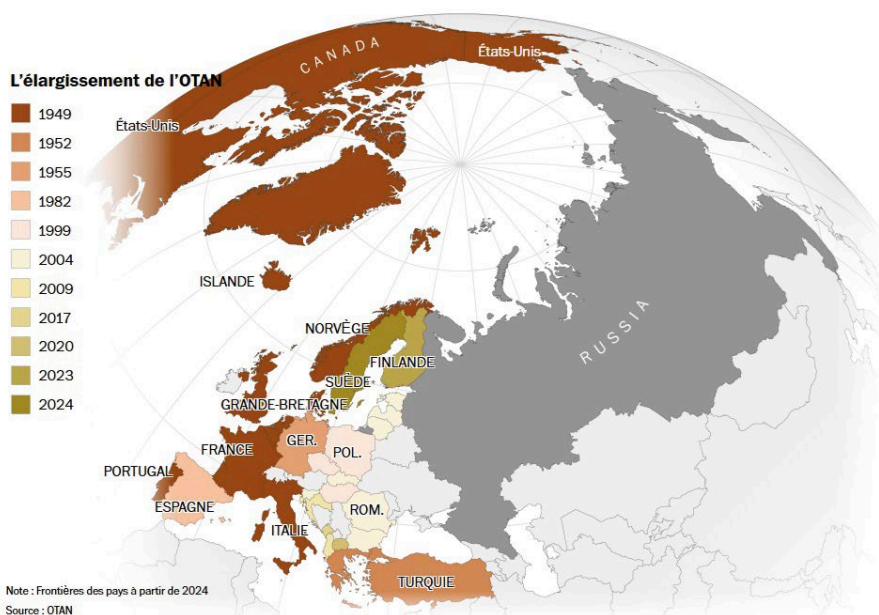 L'élargissement de l'OTAN
1949
1952
1955
1982
1999
2004
2009
2017
2020
2023
2024
CANADA
États-Unis
États-Unis
ISLANDE
NORVÈGE
FINLANDE
SUÈDE
GRANDE-BRETAGNE
RUSSIA
FRANCE
GER.
POL.
PORTUGAL
ESPAGNE
ITALIE
ROM.
TURQUIE
Note : Frontières des pays à partir de 2024
Source : OTAN